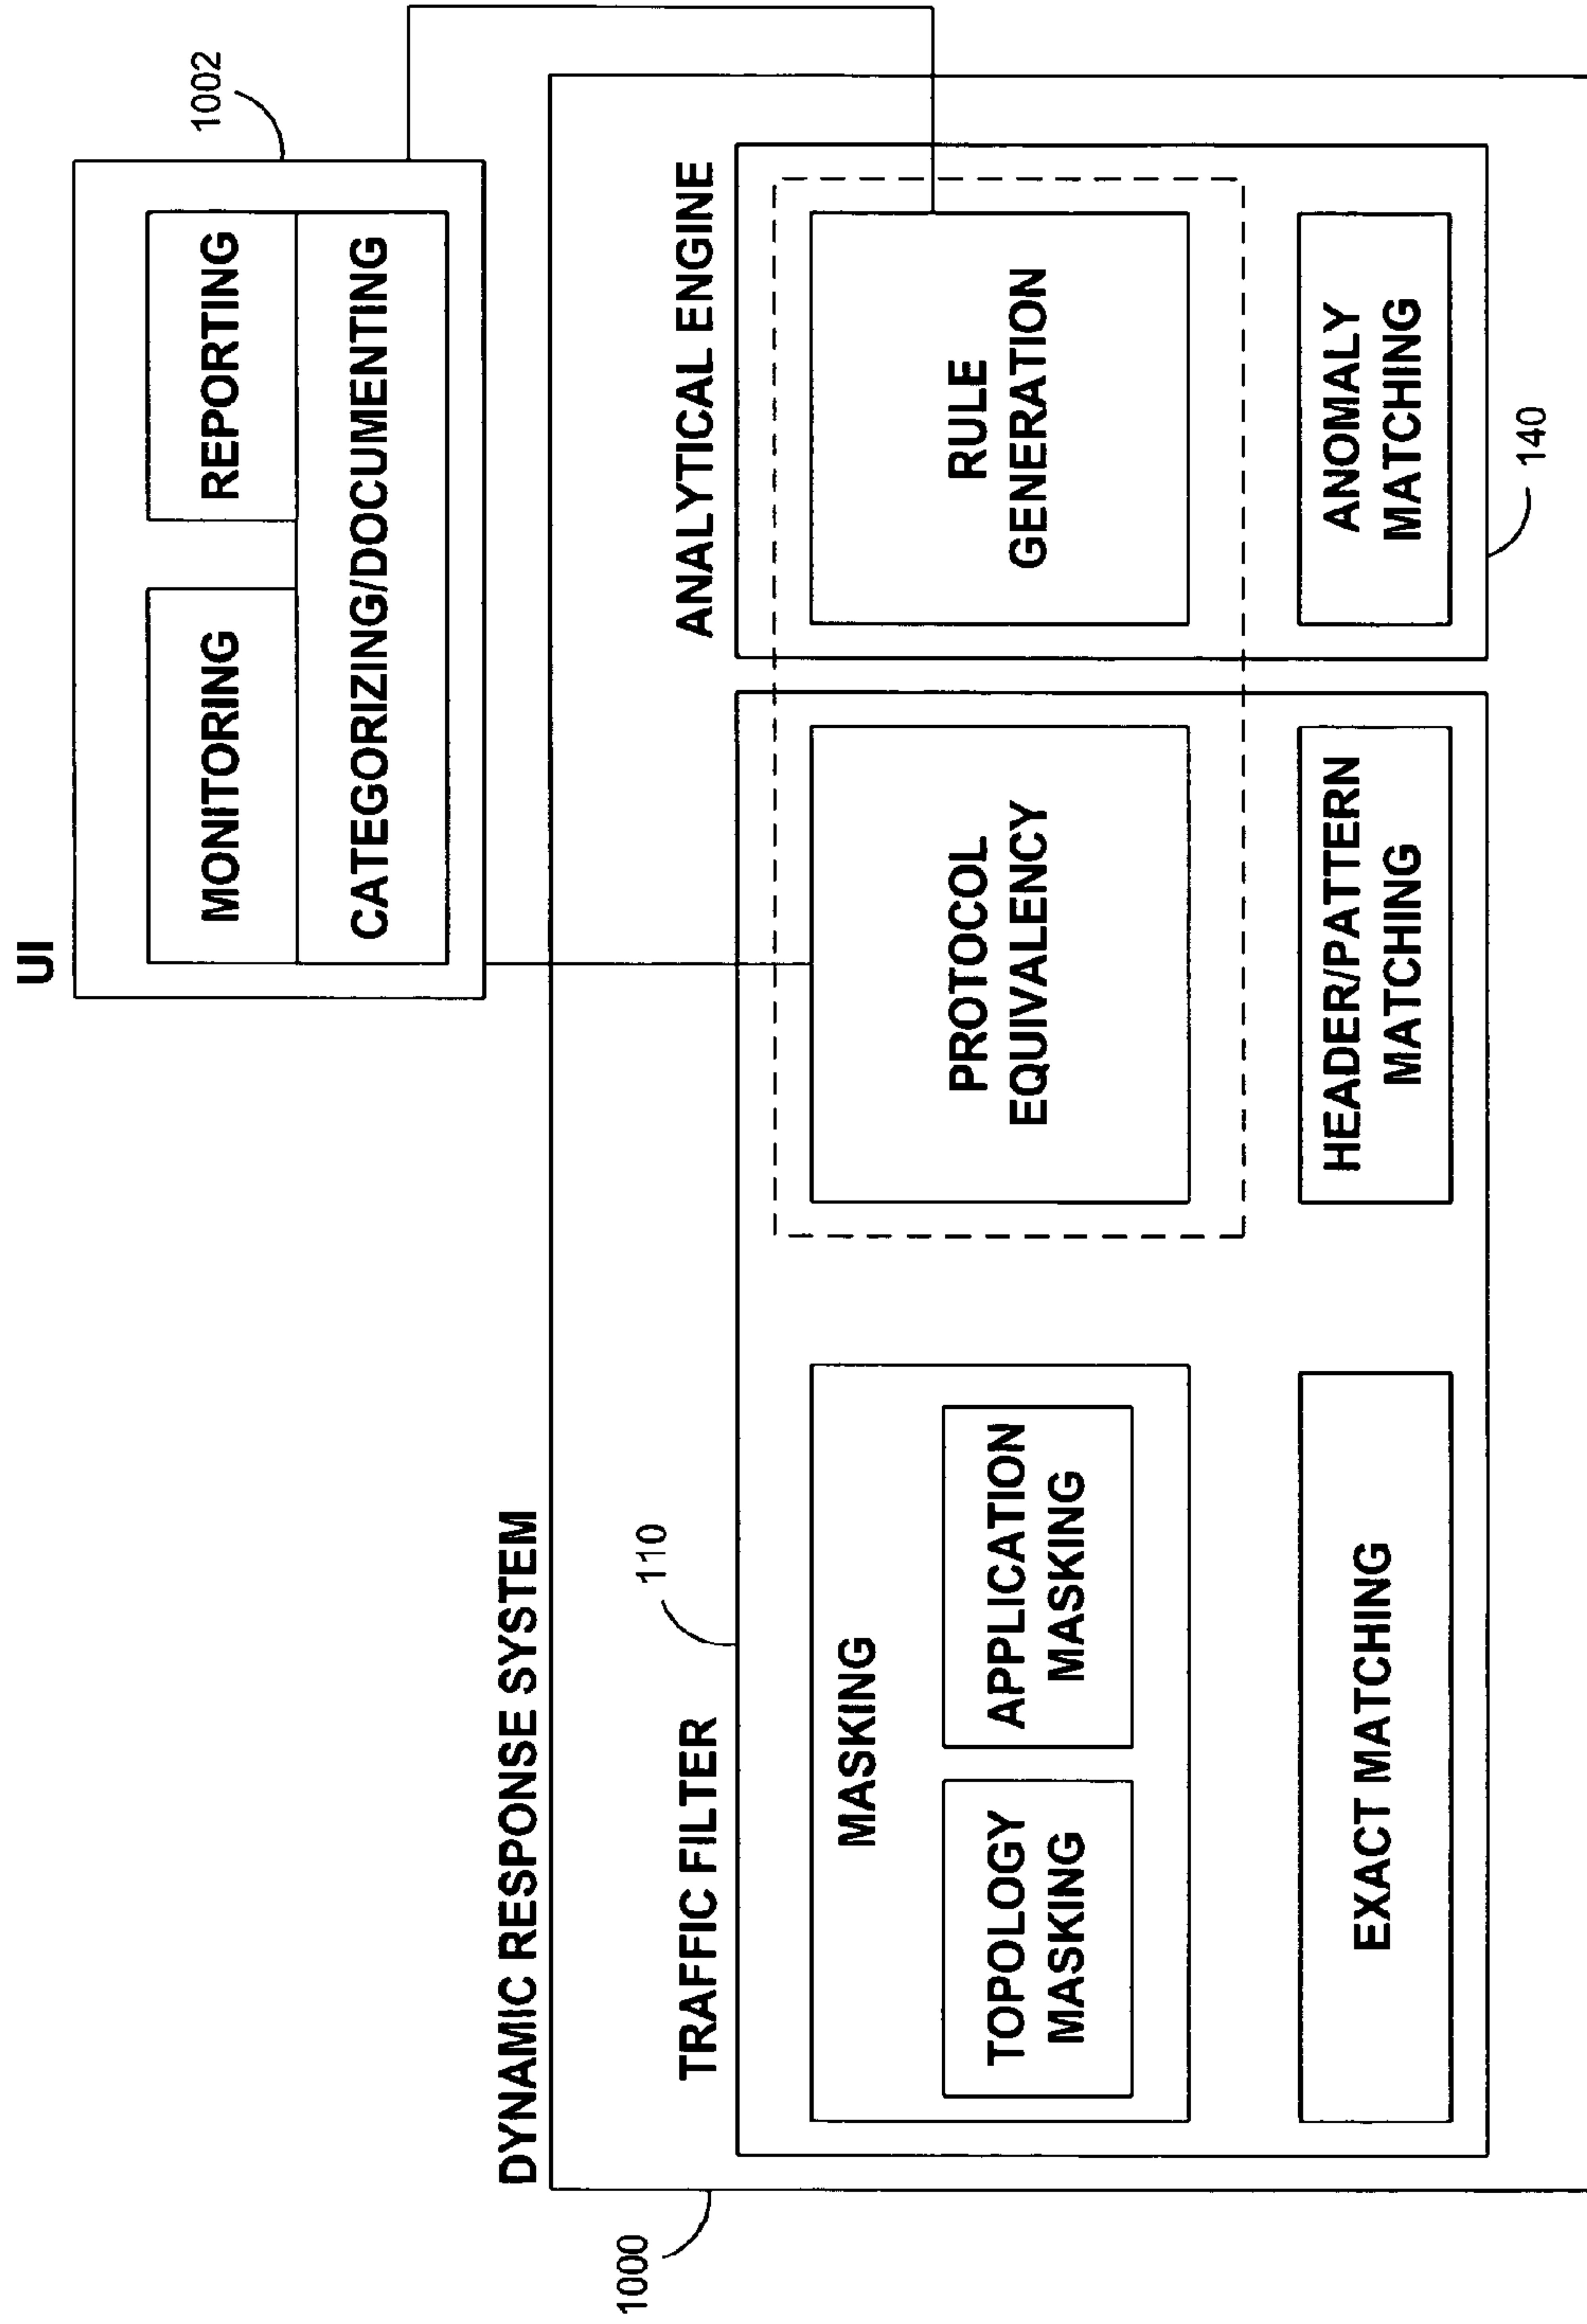 UI
1002
MONITORING
REPORTING
CATEGORIZING/DOCUMENTING
DYNAMIC RESPONSE SYSTEM
1000
TRAFFIC FILTER
110
ANALYTICAL ENGINE
MASKING
TOPOLOGY
MASKING
APPLICATION
MASKING
PROTOCOL
EQUIVALENCY
RULE
GENERATION
EXACT MATCHING
HEADER/PATTERN
MATCHING
ANOMALY
MATCHING
140